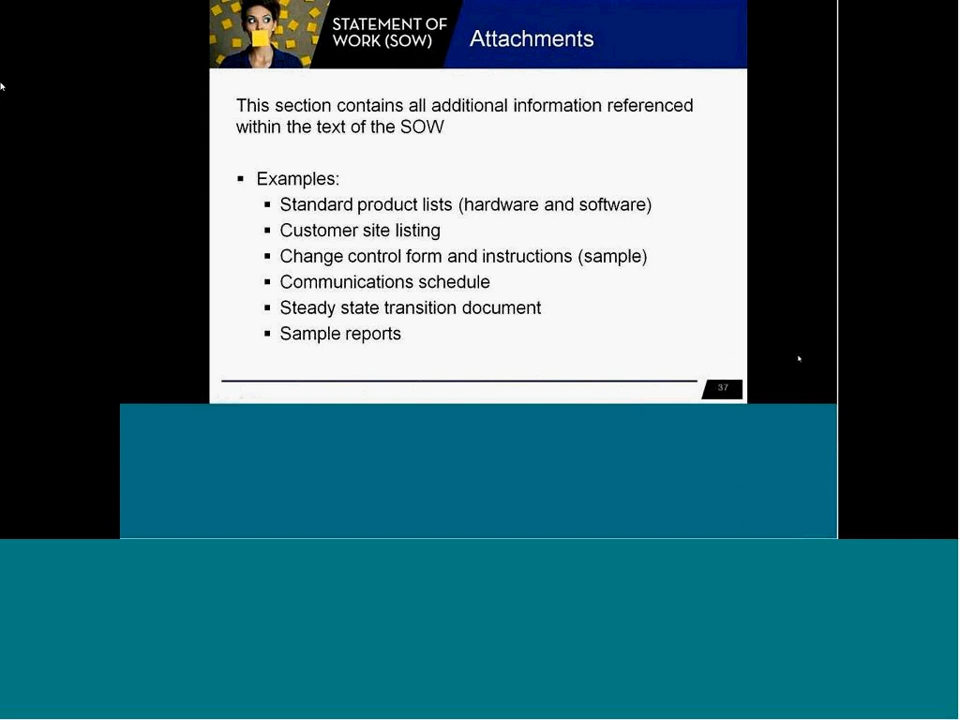 STATEMENT OF
WORK (SOW)
Attachments
This section contains all additional information referenced
within the text of the SOW
▪ Examples:
▪ Standard product lists (hardware and software)
▪ Customer site listing
▪ Change control form and instructions (sample)
▪ Communications schedule
▪ Steady state transition document
▪ Sample reports
37